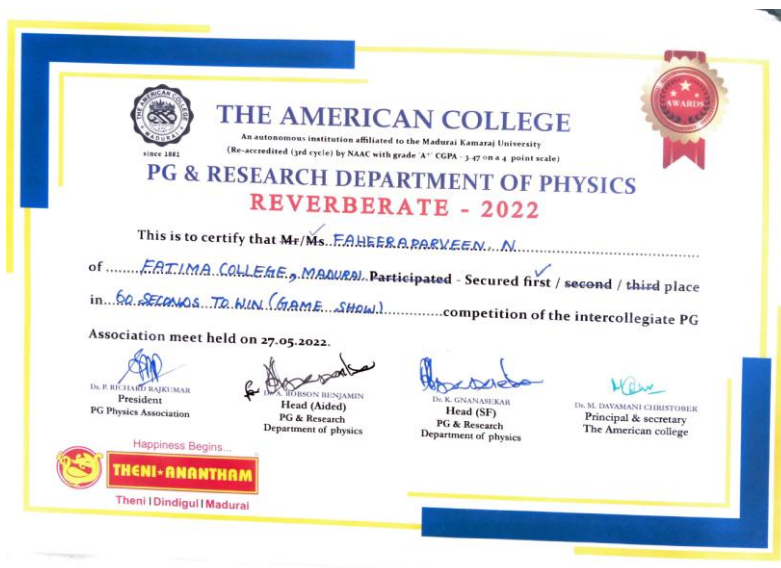 THE AMERICAN COLLEGE
MADURAI
since 1881
AWARDS
THE AMERICAN COLLEGE
An autonomous institution affiliated to the Madurai Kamaraj University
(Re-accredited (3rd cycle) by NAAC with grade 'A+' CGPA - 3.47 on a 4 point scale)
PG & RESEARCH DEPARTMENT OF PHYSICS
REVERBERATE - 2022
This is to certify that Mr/Ms. FAHEERAPARVEEN. N
of FATIMA COLLEGE, MADURAI. Participated - Secured first / second / third place
in 60 SECONDS TO WIN (GAME SHOW) competition of the intercollegiate PG
Association meet held on 27.05.2022.
Dr. P. RICHARD RAJKUMAR
President
PG Physics Association
Dr. A. ROBSON BENJAMIN
Head (Aided)
PG & Research
Department of physics
Dr. K. GNANASEKAR
Head (SF)
PG & Research
Department of physics
Dr. M. DAVAMANI CHRISTOBER
Principal & secretary
The American college
Happiness Begins...
THENI★ANANTHAM
Theni | Dindigul | Madurai